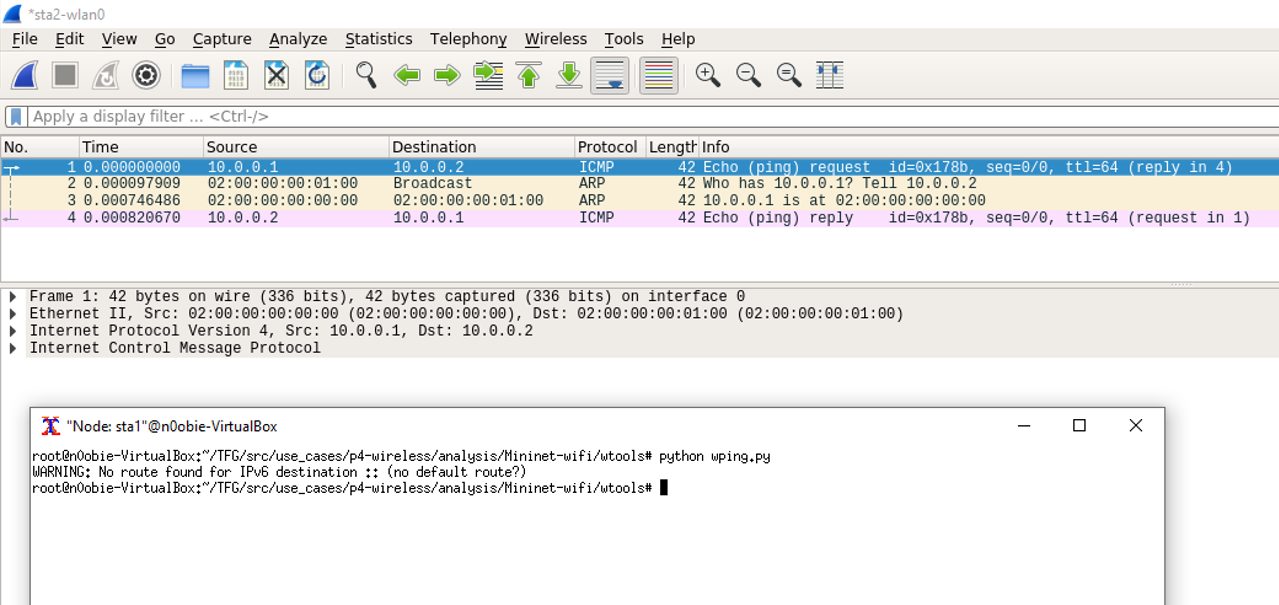 *sta2-wlan0
File Edit View Go Capture Analyze Statistics Telephony Wireless Tools Help
Apply a display filter ... <Ctrl-/>
No. Time Source Destination Protocol Length Info
1 0.000000000 10.0.0.1 10.0.0.2 ICMP 42 Echo (ping) request id=0x178b, seq=0/0, ttl=64 (reply in 4)
2 0.000097909 02:00:00:00:01:00 Broadcast ARP 42 Who has 10.0.0.1? Tell 10.0.0.2
3 0.000746486 02:00:00:00:00:00 02:00:00:00:01:00 ARP 42 10.0.0.1 is at 02:00:00:00:00:00
4 0.000820670 10.0.0.2 10.0.0.1 ICMP 42 Echo (ping) reply id=0x178b, seq=0/0, ttl=64 (request in 1)
Frame 1: 42 bytes on wire (336 bits), 42 bytes captured (336 bits) on interface 0
Ethernet II, Src: 02:00:00:00:00:00 (02:00:00:00:00:00), Dst: 02:00:00:00:01:00 (02:00:00:00:01:00)
Internet Protocol Version 4, Src: 10.0.0.1, Dst: 10.0.0.2
Internet Control Message Protocol
"Node: sta1"@n0obie-VirtualBox
root@n0obie-VirtualBox:~/TFG/src/use_cases/p4-wireless/analysis/Mininet-wifi/wtools# python wping.py
WARNING: No route found for IPv6 destination :: (no default route?)
root@n0obie-VirtualBox:~/TFG/src/use_cases/p4-wireless/analysis/Mininet-wifi/wtools#